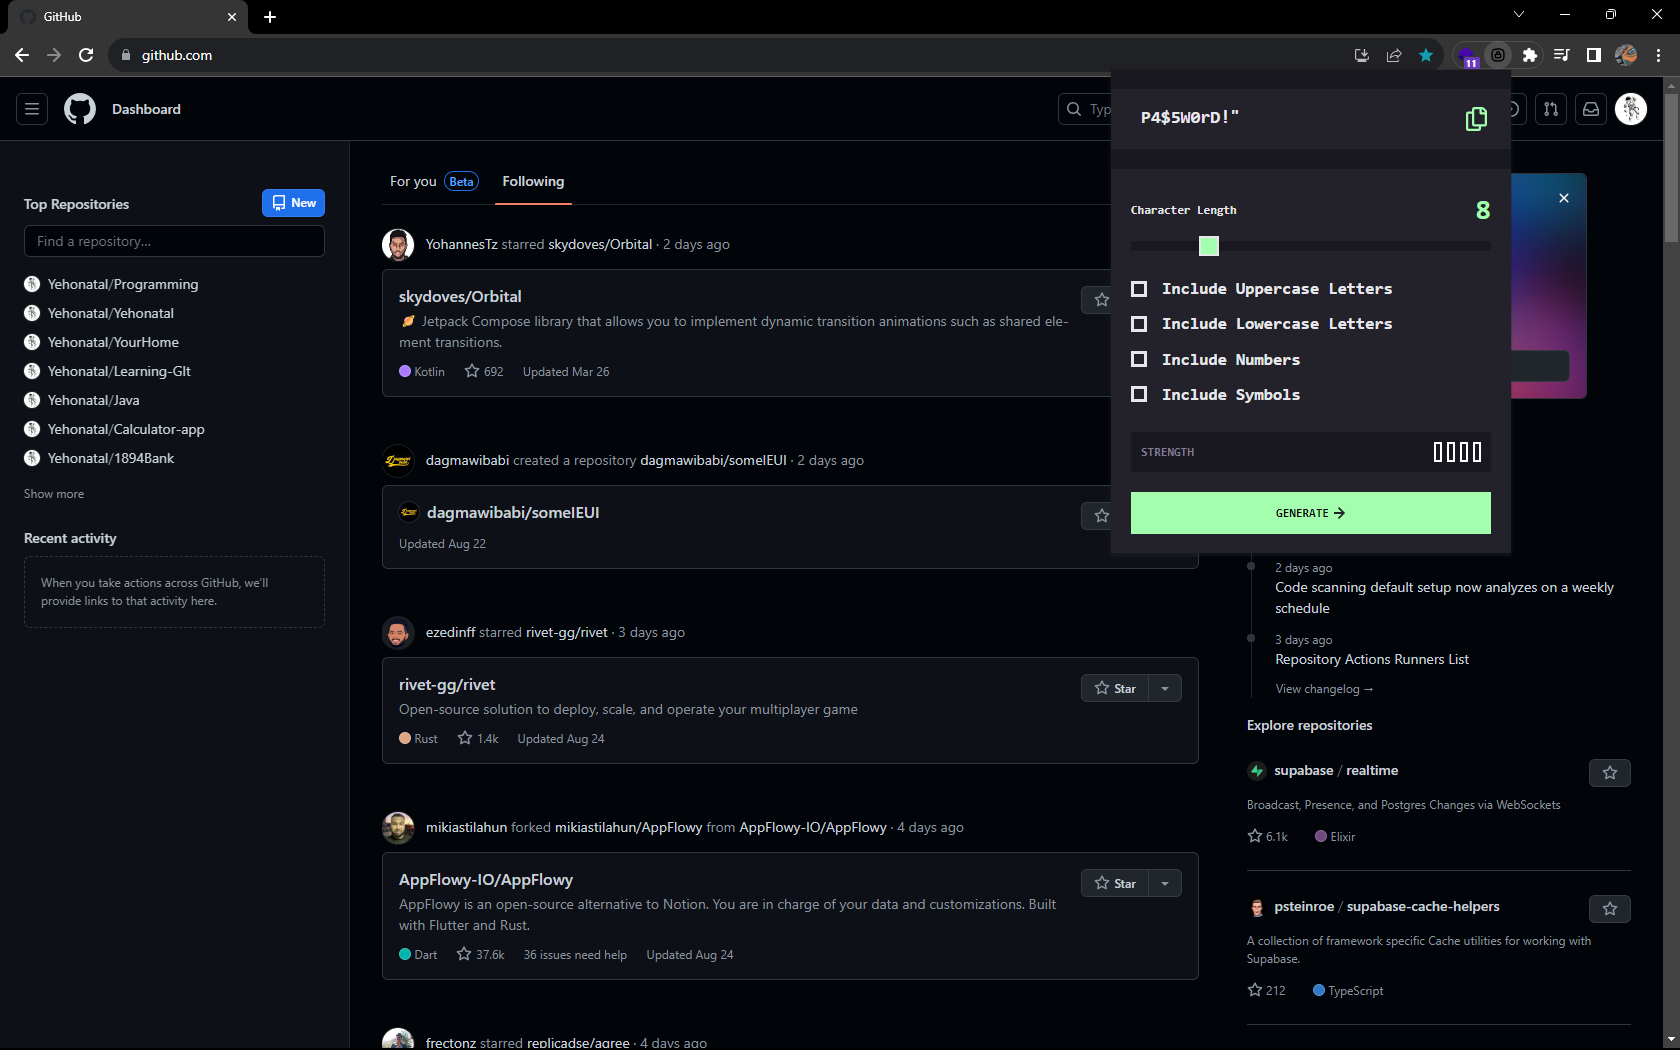 GitHub
github.com
11
Dashboard
Typ
P4$5W0rD!"
Character Length
8
Include Uppercase Letters
Include Lowercase Letters
Include Numbers
Include Symbols
STRENGTH
GENERATE →
Top Repositories
New
Find a repository...
Yehonatal/Programming
Yehonatal/Yehonatal
Yehonatal/YourHome
Yehonatal/Learning-GIt
Yehonatal/Java
Yehonatal/Calculator-app
Yehonatal/1894Bank
Show more
Recent activity
When you take actions across GitHub, we'll
provide links to that activity here.
For you Beta Following
YohannesTz starred skydoves/Orbital · 2 days ago
skydoves/Orbital
Jetpack Compose library that allows you to implement dynamic transition animations such as shared ele-
ment transitions.
Kotlin 692 Updated Mar 26
dagmawibabi created a repository dagmawibabi/someIEUI · 2 days ago
dagmawibabi/someIEUI
Updated Aug 22
ezedinff starred rivet-gg/rivet · 3 days ago
rivet-gg/rivet
Star
Open-source solution to deploy, scale, and operate your multiplayer game
Rust 1.4k Updated Aug 24
mikiastilahun forked mikiastilahun/AppFlowy from AppFlowy-IO/AppFlowy · 4 days ago
AppFlowy-IO/AppFlowy
Star
AppFlowy is an open-source alternative to Notion. You are in charge of your data and customizations. Built
with Flutter and Rust.
Dart 37.6k 36 issues need help Updated Aug 24
frectonz starred replicadse/agree · 4 days ago
2 days ago
Code scanning default setup now analyzes on a weekly
schedule
3 days ago
Repository Actions Runners List
View changelog →
Explore repositories
supabase / realtime
Broadcast, Presence, and Postgres Changes via WebSockets
6.1k Elixir
psteinroe / supabase-cache-helpers
A collection of framework specific Cache utilities for working with
Supabase.
212 TypeScript